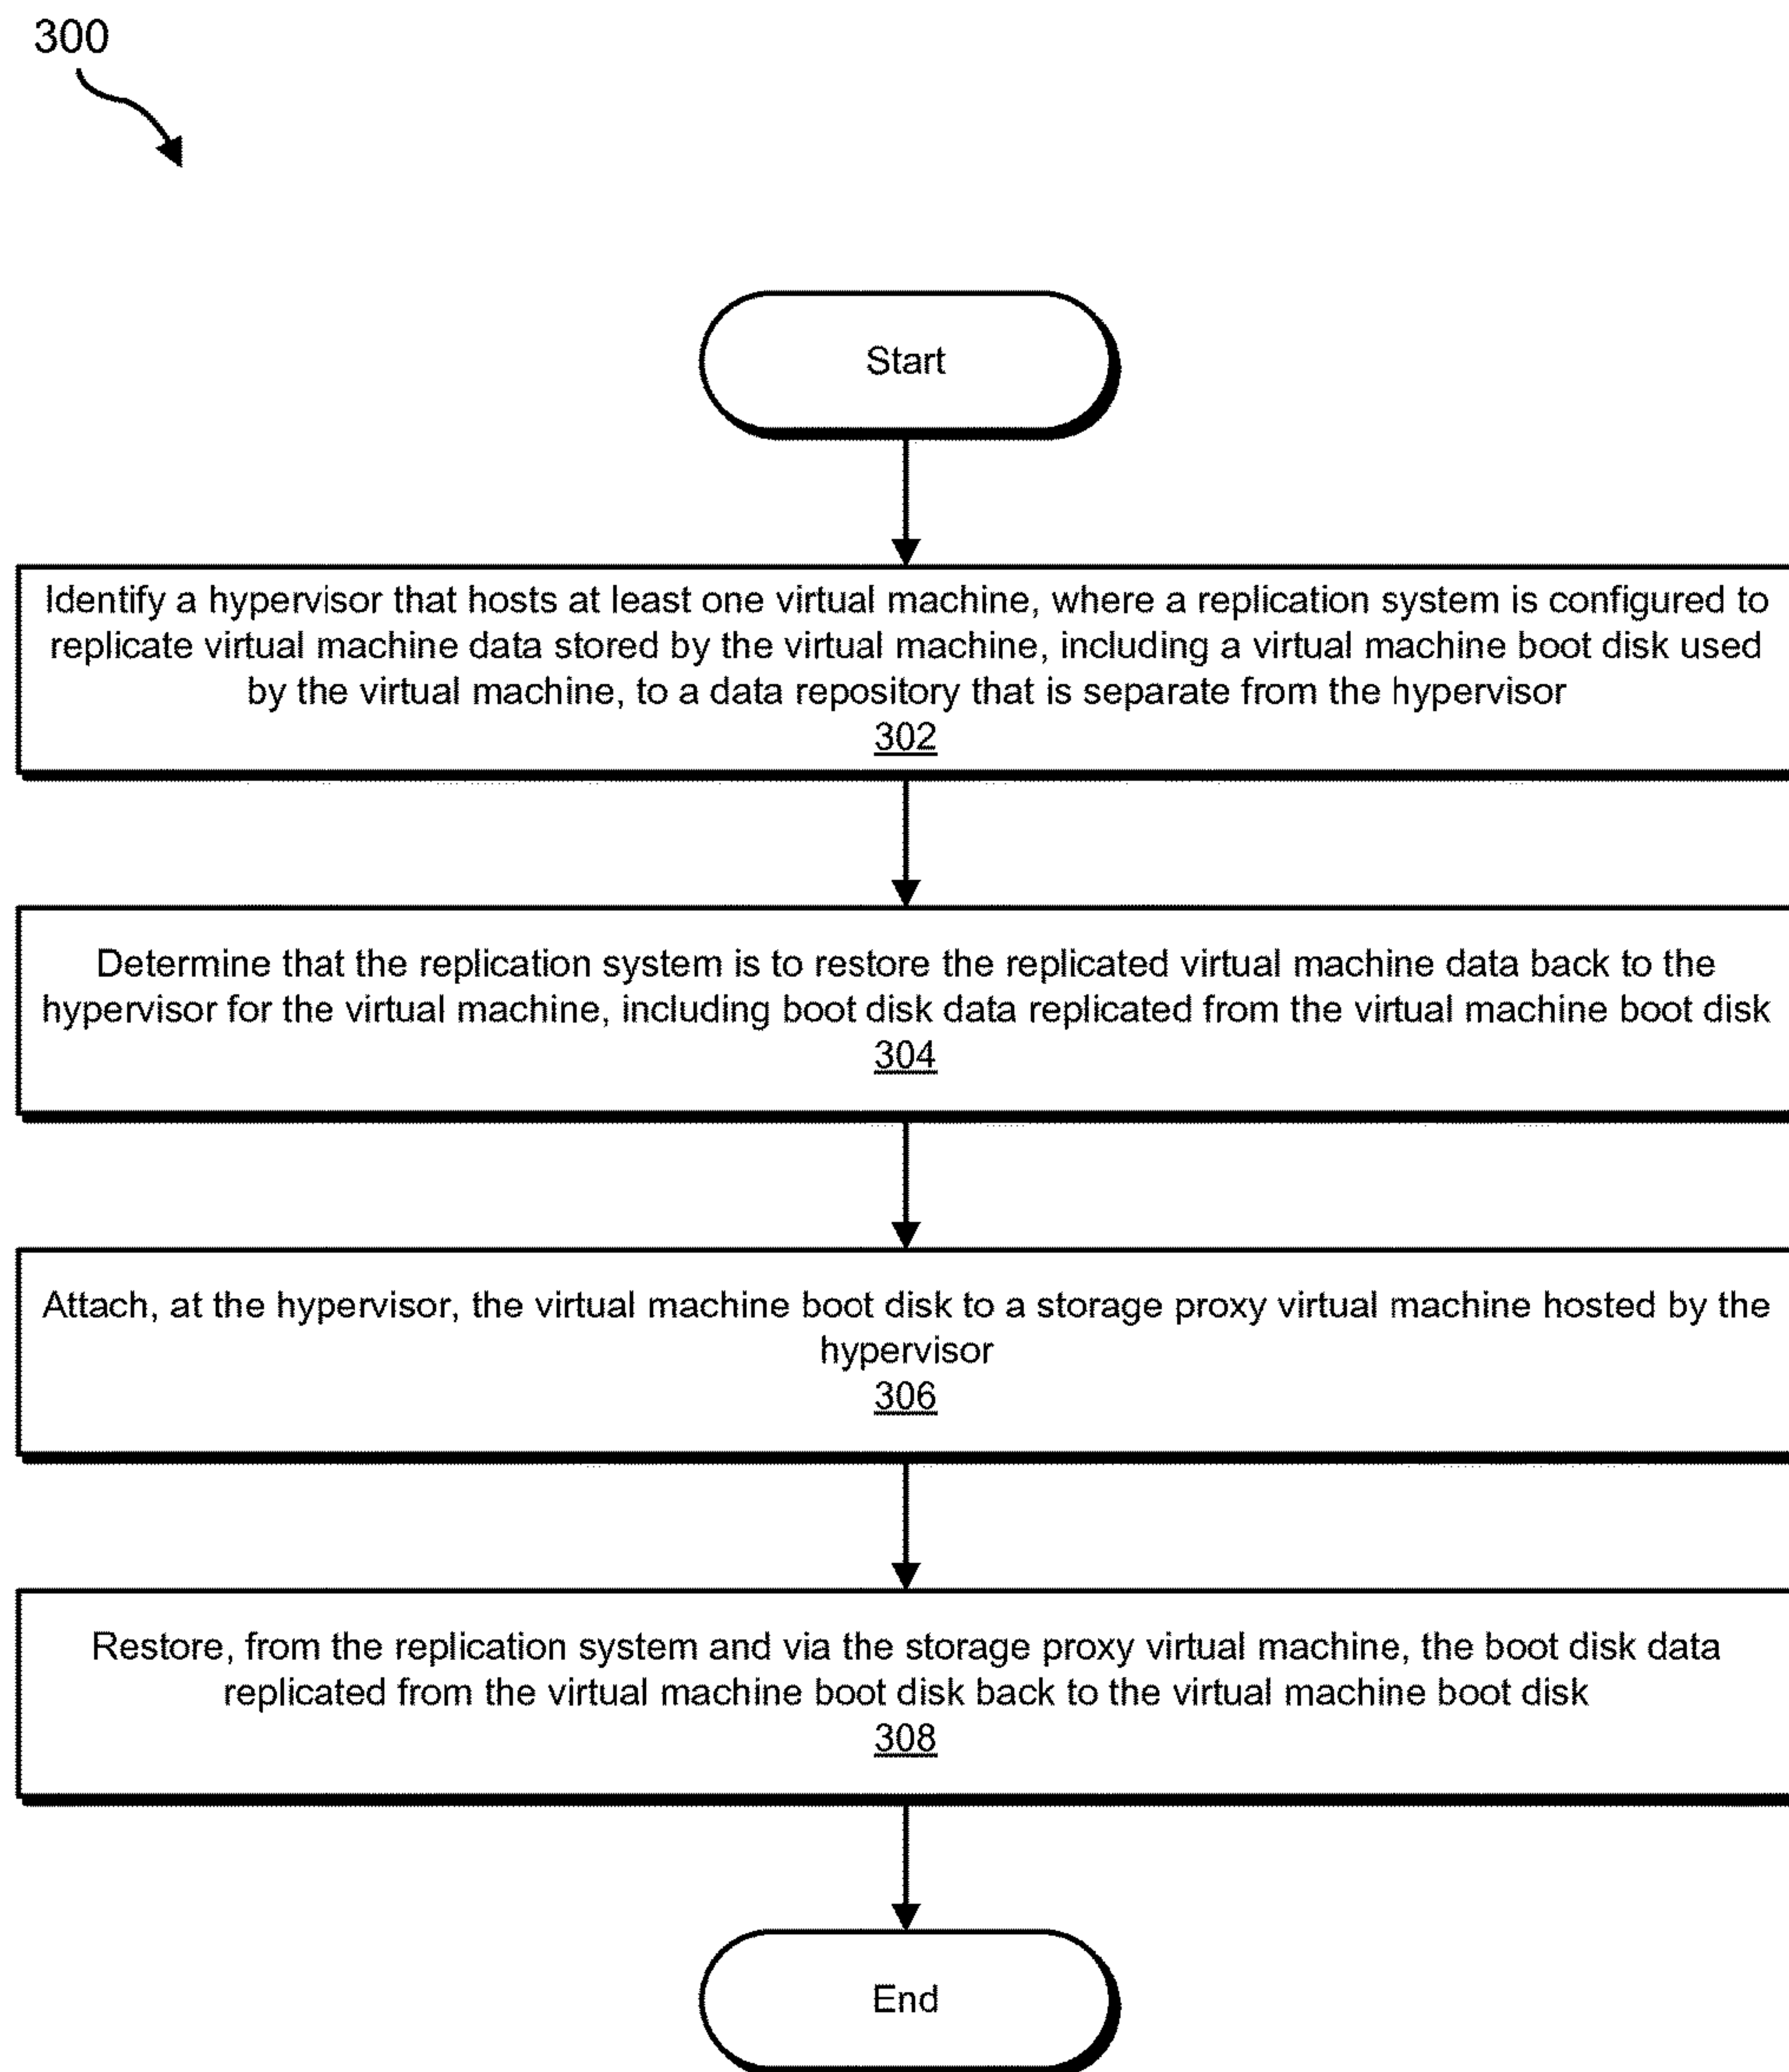 300
Start
Identify a hypervisor that hosts at least one virtual machine, where a replication system is configured to
replicate virtual machine data stored by the virtual machine, including a virtual machine boot disk used
by the virtual machine, to a data repository that is separate from the hypervisor
302
Determine that the replication system is to restore the replicated virtual machine data back to the
hypervisor for the virtual machine, including boot disk data replicated from the virtual machine boot disk
304
Attach, at the hypervisor, the virtual machine boot disk to a storage proxy virtual machine hosted by the
hypervisor
306
Restore, from the replication system and via the storage proxy virtual machine, the boot disk data
replicated from the virtual machine boot disk back to the virtual machine boot disk
308
End